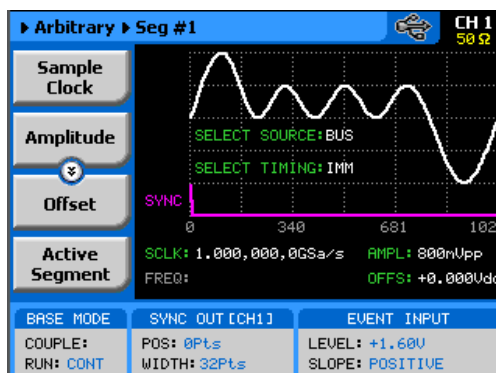 Arbitrary Seg #1
CH 1
50 Ω
Sample
Clock
Amplitude
Offset
Active
Segment
SELECT SOURCE:BUS
SELECT TIMING:IMM
SYNC
0 340 681 102
SCLK: 1.000,000,0GSa/s AMPL: 800mVpp
FREQ: OFFS: +0.000Vdc
BASE MODE
COUPLE:
RUN: CONT
SYNC OUT [CH1]
POS: 0Pts
WIDTH: 32Pts
EVENT INPUT
LEVEL: +1.60V
SLOPE: POSITIVE